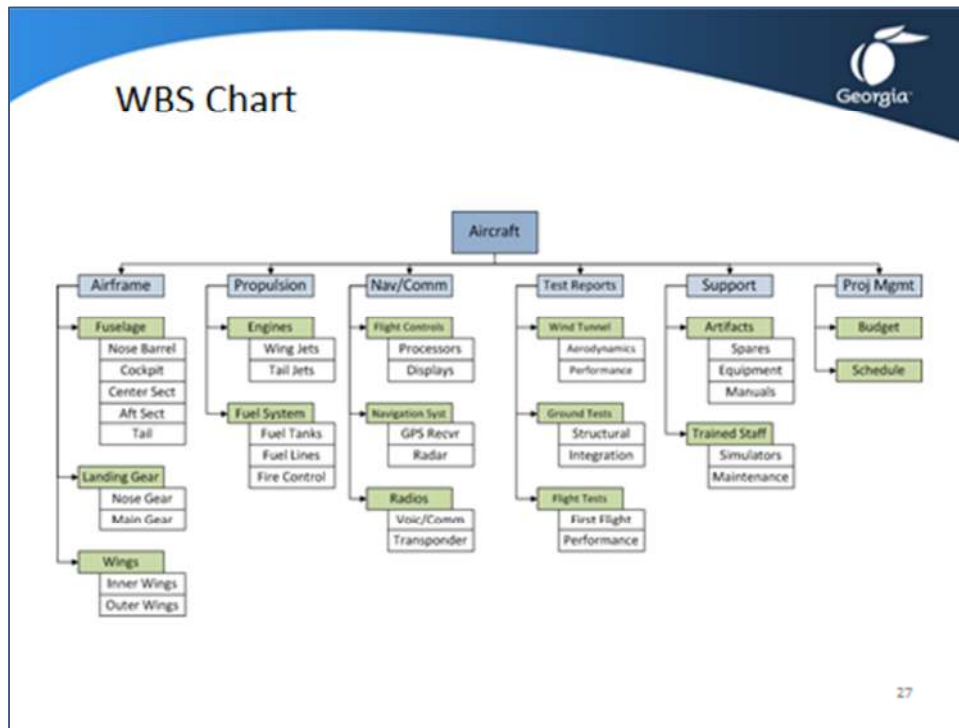 Georgia
WBS Chart
Aircraft
Airframe
Fuselage
Nose Barrel
Cockpit
Center Sect
Aft Sect
Tail
Landing Gear
Nose Gear
Main Gear
Wings
Inner Wings
Outer Wings
Propulsion
Engines
Wing Jets
Tail Jets
Fuel System
Fuel Tanks
Fuel Lines
Fire Control
Nav/Comm
Flight Controls
Processors
Displays
Navigation Syst
GPS Recvr
Radar
Radios
Voic/Comm
Transponder
Test Reports
Wind Tunnel
Aerodynamics
Performance
Ground Tests
Structural
Integration
Flight Tests
First Flight
Performance
Support
Artifacts
Spares
Equipment
Manuals
Trained Staff
Simulators
Maintenance
Proj Mgmt
Budget
Schedule
27